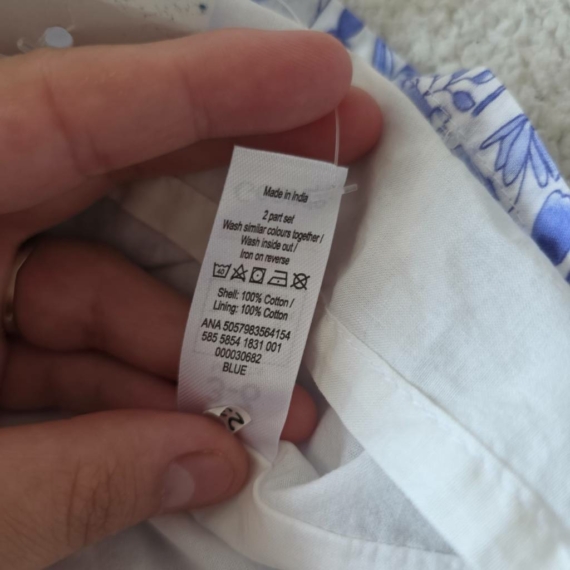 Made in India
2 part set
Wash similar colours together /
Wash inside out /
Iron on reverse
40
Shell: 100% Cotton /
Lining: 100% Cotton
ANA 5057983564154
585 5854 1831 001
000030682
BLUE